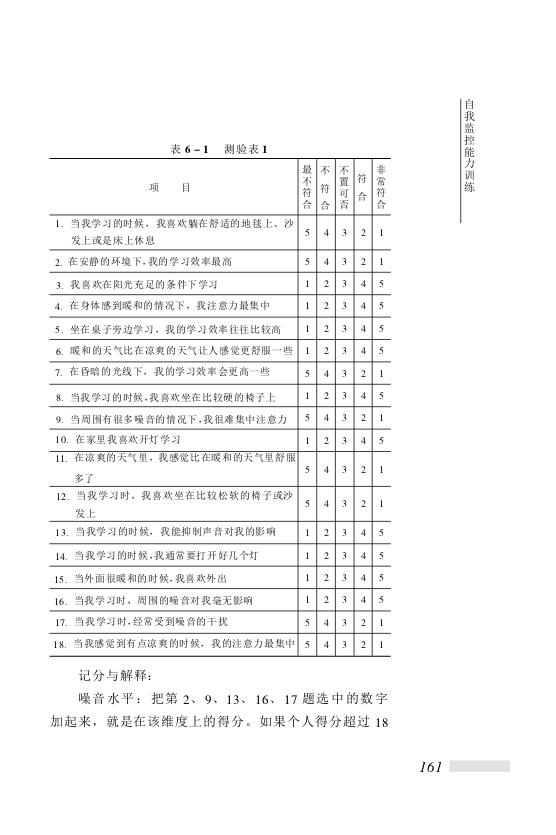 自我监控能力训练
表 6-1 测验表 1
项 目 最不符合 不符合 不置可否 符合 非常符合
1. 当我学习的时候，我喜欢躺在舒适的地毯上、沙 5 4 3 2 1
发上或是床上休息
2. 在安静的环境下，我的学习效率最高 5 4 3 2 1
3. 我喜欢在阳光充足的条件下学习 1 2 3 4 5
4. 在身体感到暖和的情况下，我注意力最集中 1 2 3 4 5
5. 坐在桌子旁边学习，我的学习效率往往比较高 1 2 3 4 5
6. 暖和的天气比在凉爽的天气让人感觉更舒服一些 1 2 3 4 5
7. 在昏暗的光线下，我的学习效率会更高一些 5 4 3 2 1
8. 当我学习的时候，我喜欢坐在比较硬的椅子上 1 2 3 4 5
9. 当周围有很多噪音的情况下，我很难集中注意力 5 4 3 2 1
10. 在家里我喜欢开灯学习 1 2 3 4 5
11. 在凉爽的天气里，我感觉比在暖和的天气里舒服 5 4 3 2 1
多了
12. 当我学习时，我喜欢坐在比较松软的椅子或沙 5 4 3 2 1
发上
13. 当我学习的时候，我能抑制声音对我的影响 1 2 3 4 5
14. 当我学习的时候，我通常要打开好几个灯 1 2 3 4 5
15. 当外面很暖和的时候，我喜欢外出 1 2 3 4 5
16. 当我学习时，周围的噪音对我毫无影响 1 2 3 4 5
17. 当我学习时，经常受到噪音的干扰 5 4 3 2 1
18. 当我感觉到有点凉爽的时候，我的注意力最集中 5 4 3 2 1
记分与解释：
噪音水平：把第 2、9、13、16、17 题选中的数字
加起来，就是在该维度上的得分。如果个人得分超过 18
161